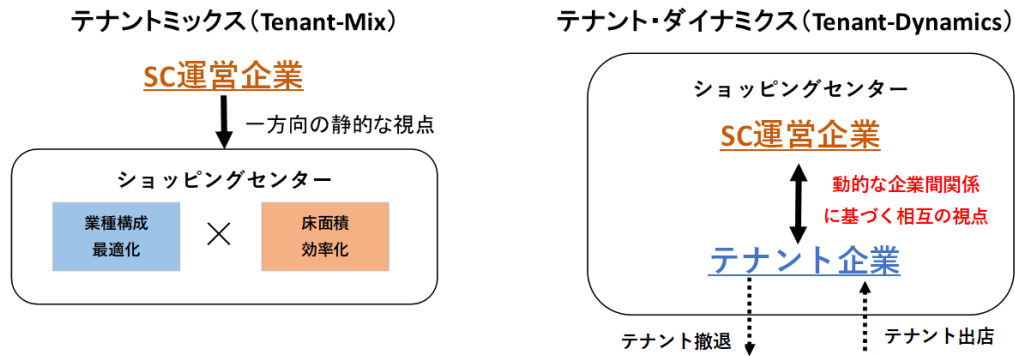 テナントミックス（Tenant-Mix）
SC運営企業
一方向の静的な視点
ショッピングセンター
業種構成
最適化
×
床面積
効率化
テナント・ダイナミクス（Tenant-Dynamics）
ショッピングセンター
SC運営企業
動的な企業間関係
に基づく相互の視点
テナント企業
テナント撤退
テナント出店